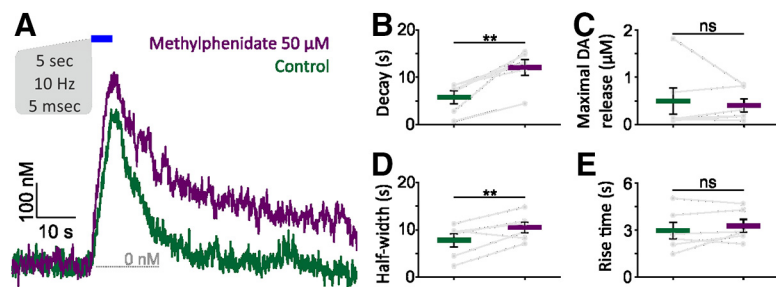 A
5 sec
10 Hz
5 msec
Methylphenidate 50 µM
Control
100 nM
10 s
0 nM
B
**
Decay (s)
20
10
0
C
ns
Maximal DA
release (µM)
2
1
0
D
**
Half-width (s)
20
10
0
E
ns
Rise time (s)
6
3
0